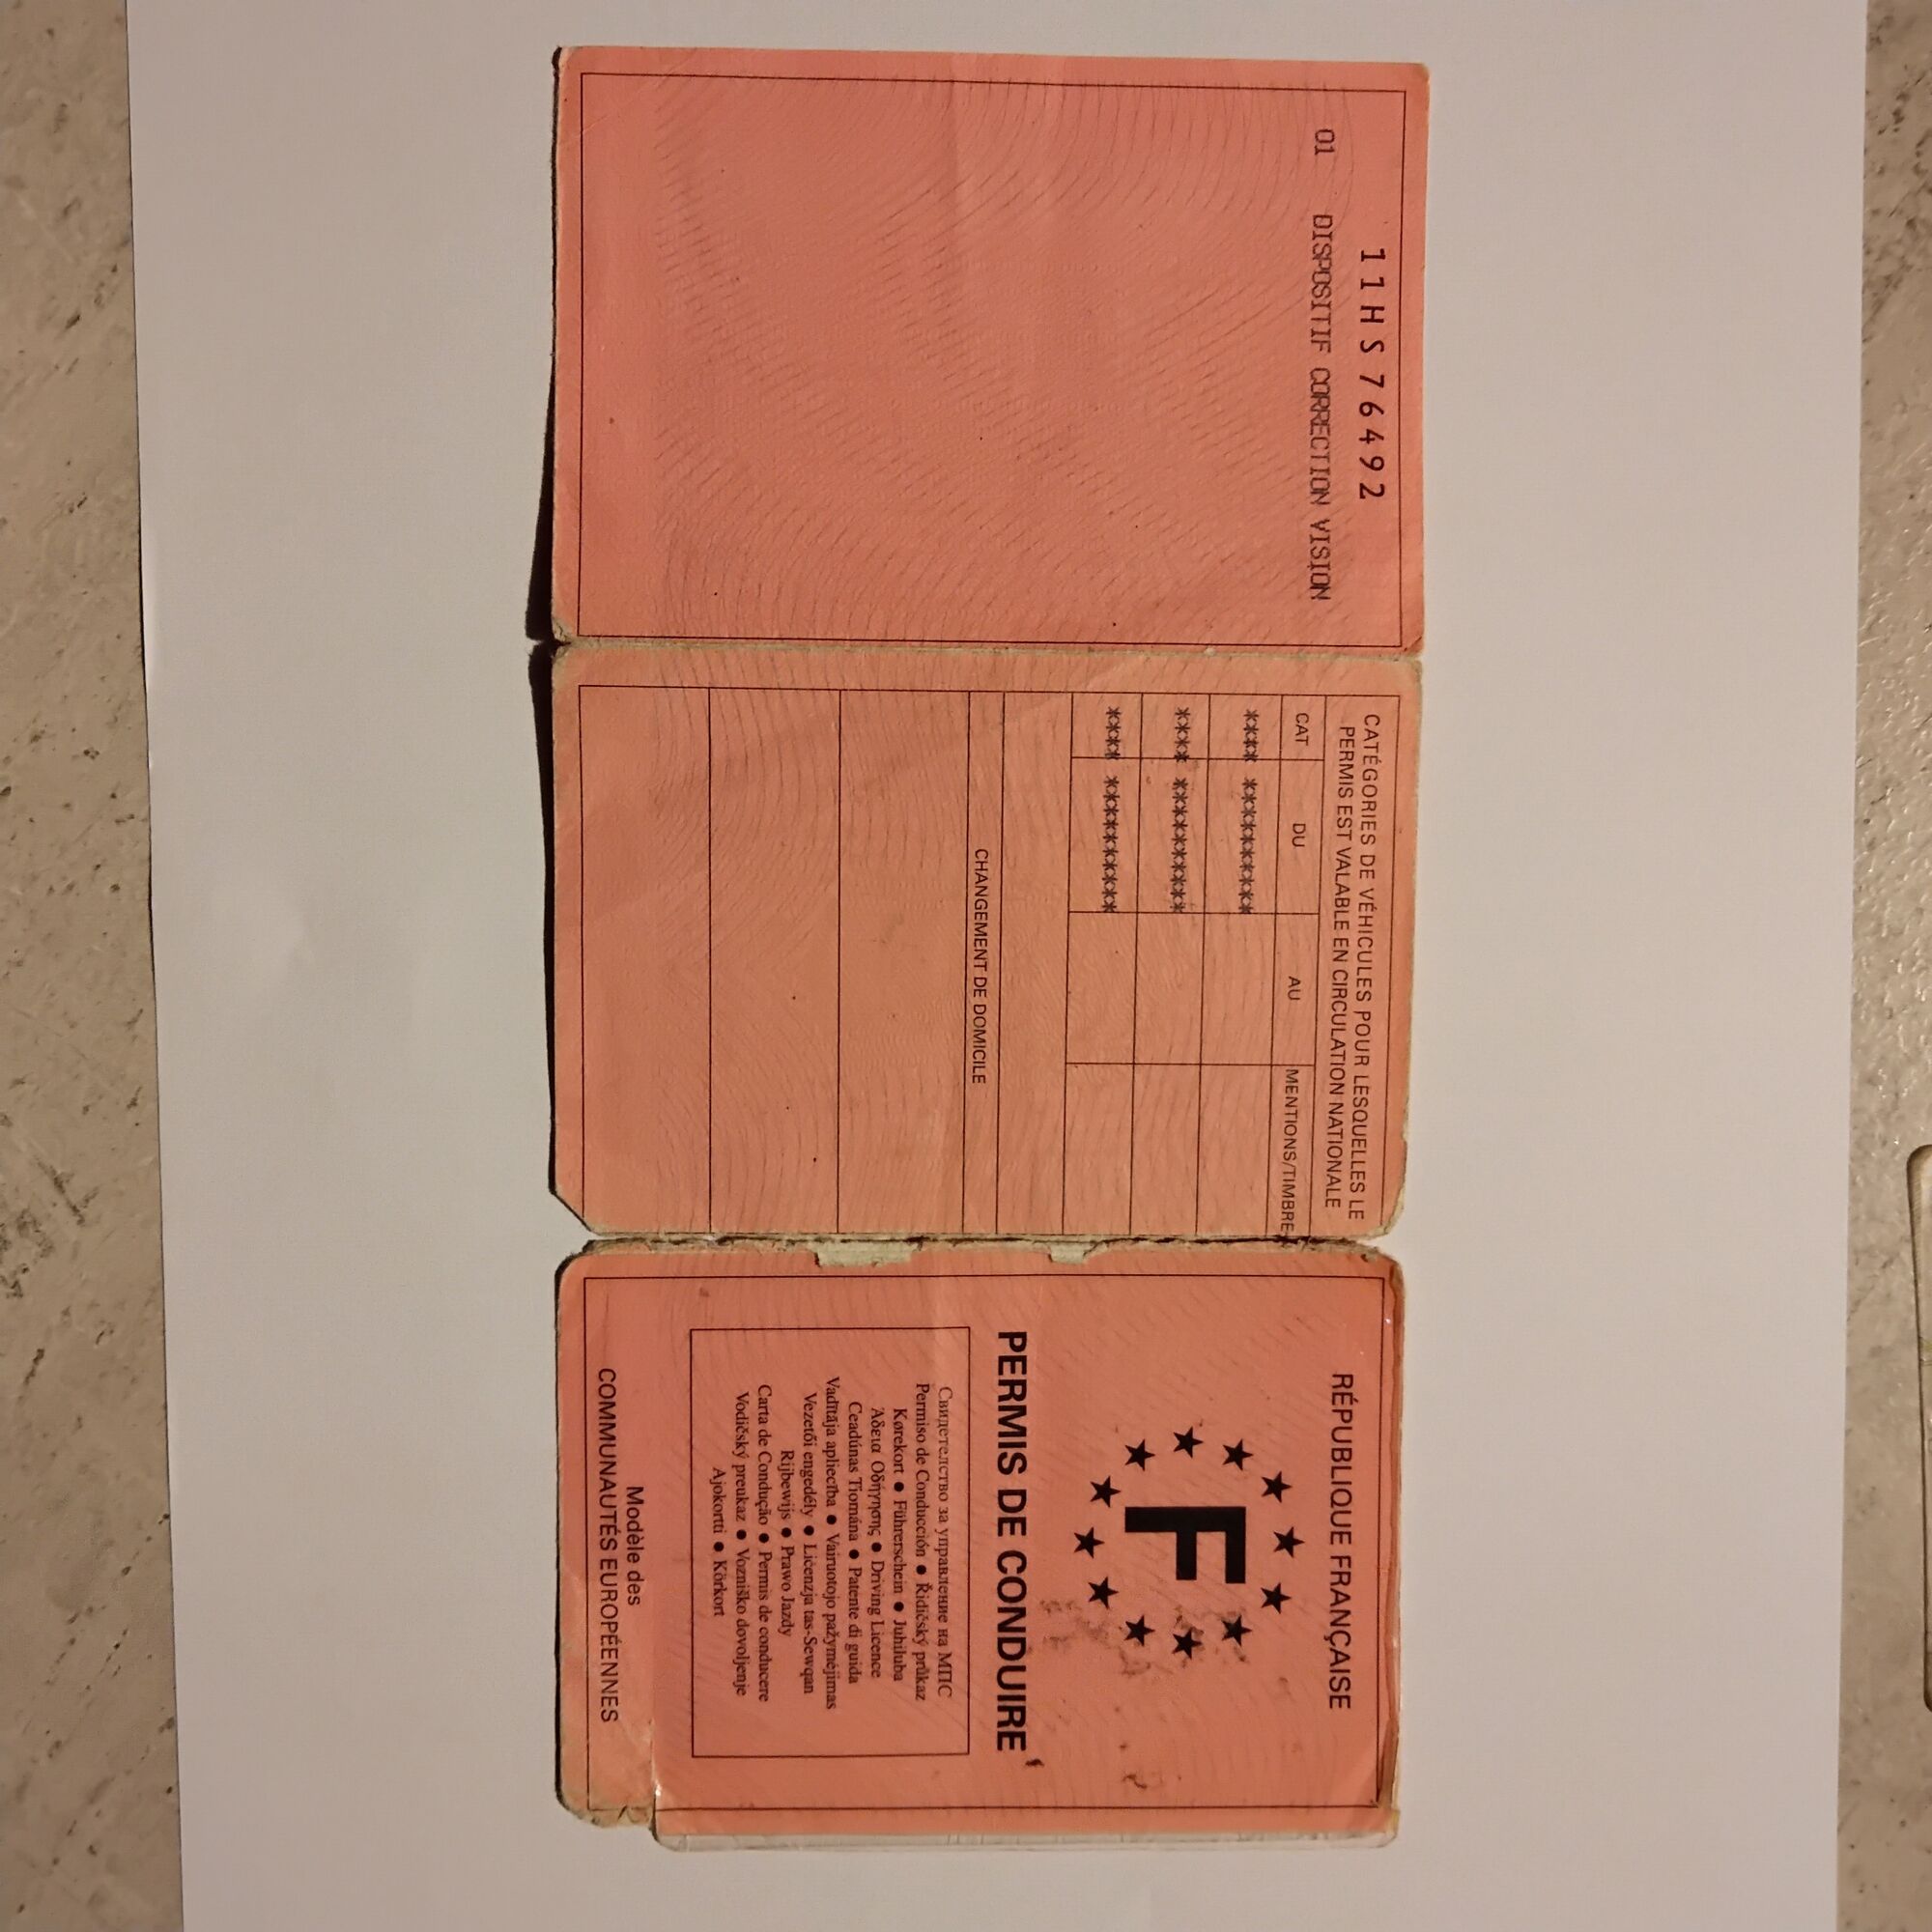 11HS76492
01 DISPOSITIF CORRECTION VISION
CATÉGORIES DE VÉHICULES POUR LESQUELLES LE
PERMIS EST VALABLE EN CIRCULATION NATIONALE
CAT DU AU MENTIONS/TIMBRE
**** **********
**** **********
**** **********
CHANGEMENT DE DOMICILE
RÉPUBLIQUE FRANÇAISE
F
PERMIS DE CONDUIRE
Свидетелство за управление на МПС
Permiso de Conducción ● Řidičský průkaz
Kørekort ● Führerschein ● Juhiluba
Άδεια Οδήγησης ● Driving Licence
Ceadúnas Tiomána ● Patente di guida
Vadītāja apliecība ● Vairuotojo pažymėjimas
Vezetői engedély ● Liċenzja tas-Sewqan
Rijbewijs ● Prawo Jazdy
Carta de Condução ● Permis de conducere
Vodičský preukaz ● Vozniško dovoljenje
Ajokortti ● Körkort
Modèle des
COMMUNAUTÉS EUROPÉENNES